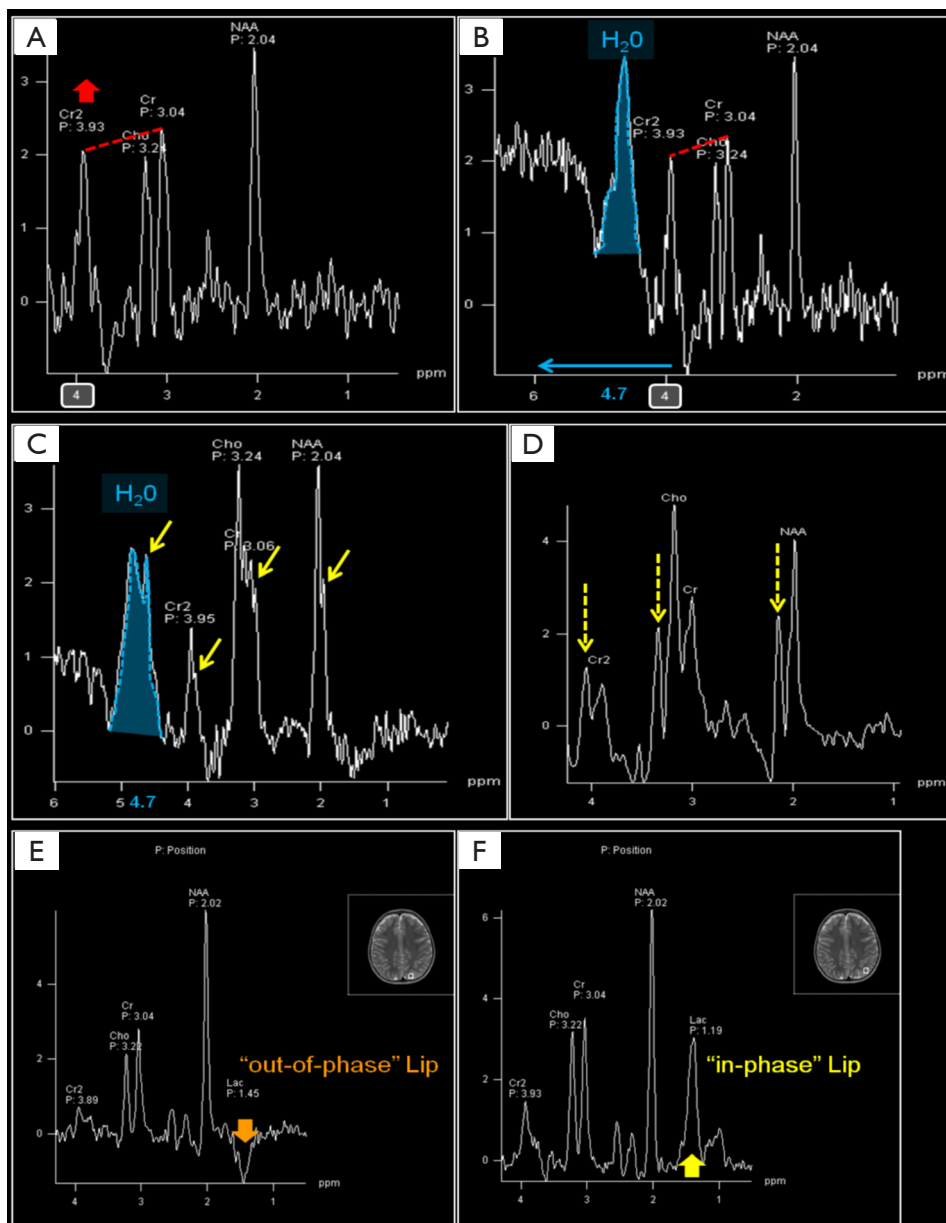 A
NAA
P: 2.04
3
Cr2
P: 3.93
Cr
P: 3.04
Cho
P: 3.24
2
1
0
ppm
4
3
2
1
B
H₂0
NAA
P: 2.04
3
Cr2
P: 3.93
Cr
P: 3.04
Cho
P: 3.24
2
1
0
ppm
6
4.7
4
2
C
Cho
P: 3.24
NAA
P: 2.04
H₂0
3
Cr
P: 3.06
2
Cr2
P: 3.95
1
0
ppm
6
5
4.7
4
3
2
1
D
Cho
NAA
4
Cr
2
Cr2
0
ppm
4
3
2
1
E
P: Position
NAA
P: 2.02
4
Cr
P: 3.04
Cho
P: 3.22
2
"out-of-phase" Lip
Lac
P: 1.45
Cr2
P: 3.89
0
ppm
4
3
2
1
F
P: Position
NAA
P: 2.02
6
Cr
P: 3.04
Cho
P: 3.22
4
Lac
P: 1.19
"in-phase" Lip
2
Cr2
P: 3.93
0
ppm
4
3
2
1